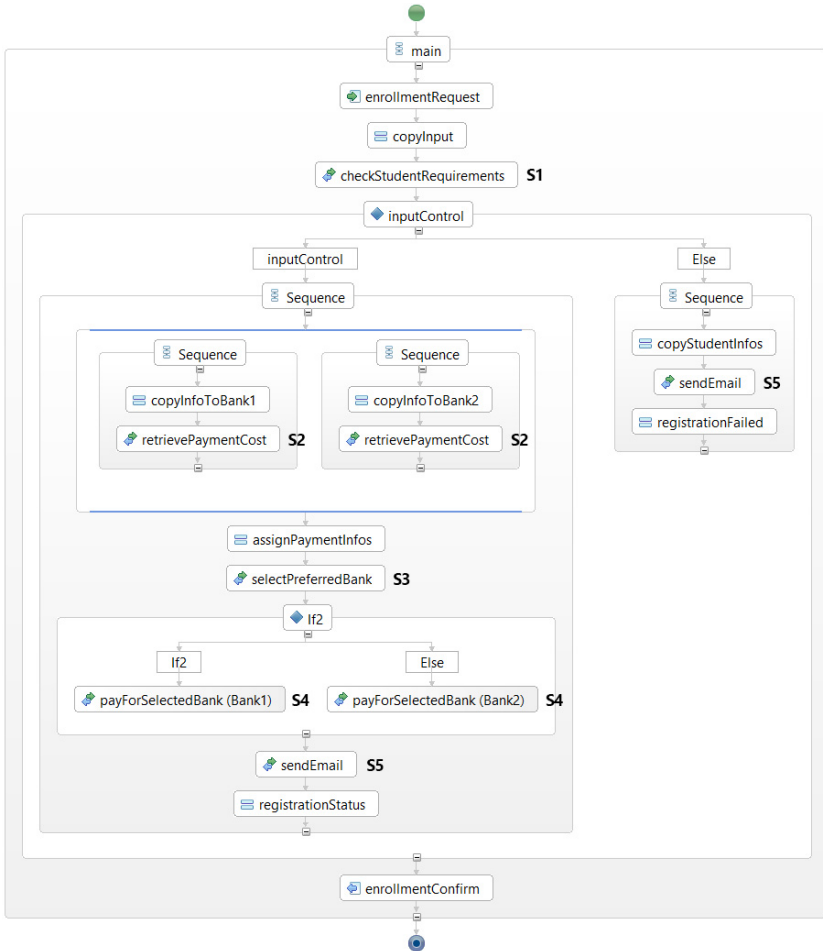 main
enrollmentRequest
copyInput
checkStudentRequirements S1
inputControl
inputControl Else
Sequence Sequence
copyStudentInfos
Sequence Sequence
sendEmail S5
copyInfoToBank1 copyInfoToBank2
registrationFailed
retrievePaymentCost S2 retrievePaymentCost S2
assignPaymentInfos
selectPreferredBank S3
If2
If2 Else
payForSelectedBank (Bank1) S4 payForSelectedBank (Bank2) S4
sendEmail S5
registrationStatus
enrollmentConfirm